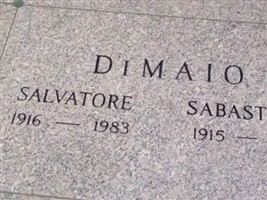 DiMAIO
SALVATORE SABAST
1916 — 1983 1915 —